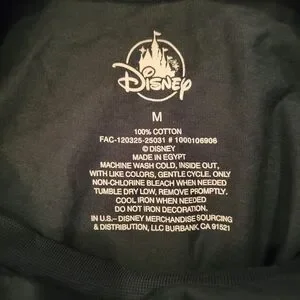 Disney
M
100% COTTON
FAC-120325-25031 # 1000106906
© DISNEY
MADE IN EGYPT
MACHINE WASH COLD, INSIDE OUT,
WITH LIKE COLORS, GENTLE CYCLE. ONLY
NON-CHLORINE BLEACH WHEN NEEDED
TUMBLE DRY LOW, REMOVE PROMPTLY.
COOL IRON WHEN NEEDED
DO NOT IRON DECORATION.
IN U.S.- DISNEY MERCHANDISE SOURCING
& DISTRIBUTION, LLC BURBANK, CA 91521